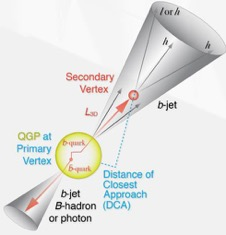 l or h
h
h
Secondary
Vertex
L3D
b-jet
QGP at
Primary
Vertex
b-quark
b̄-quark
Distance of
Closest
Approach
(DCA)
b-jet
B-hadron
or photon